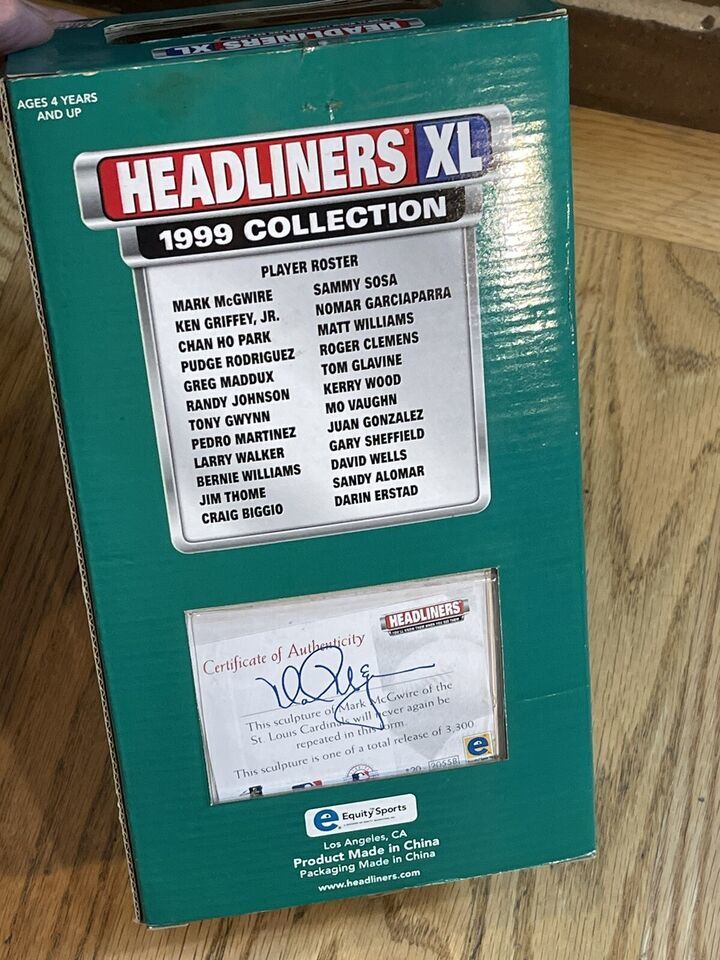 HEADLINERS XL
AGES 4 YEARS
AND UP
HEADLINERS® XL
1999 COLLECTION
PLAYER ROSTER
MARK McGWIRE
KEN GRIFFEY, JR.
CHAN HO PARK
PUDGE RODRIGUEZ
GREG MADDUX
RANDY JOHNSON
TONY GWYNN
PEDRO MARTINEZ
LARRY WALKER
BERNIE WILLIAMS
JIM THOME
CRAIG BIGGIO
SAMMY SOSA
NOMAR GARCIAPARRA
MATT WILLIAMS
ROGER CLEMENS
TOM GLAVINE
KERRY WOOD
MO VAUGHN
JUAN GONZALEZ
GARY SHEFFIELD
DAVID WELLS
SANDY ALOMAR
DARIN ERSTAD
HEADLINERS
Certificate of Authenticity
This sculpture of Mark McGwire of the
St. Louis Cardinals will never again be
repeated in this form
This sculpture is one of a total release of 3,300
e
e Equity Sports
Los Angeles, CA
Product Made in China
Packaging Made in China
www.headliners.com